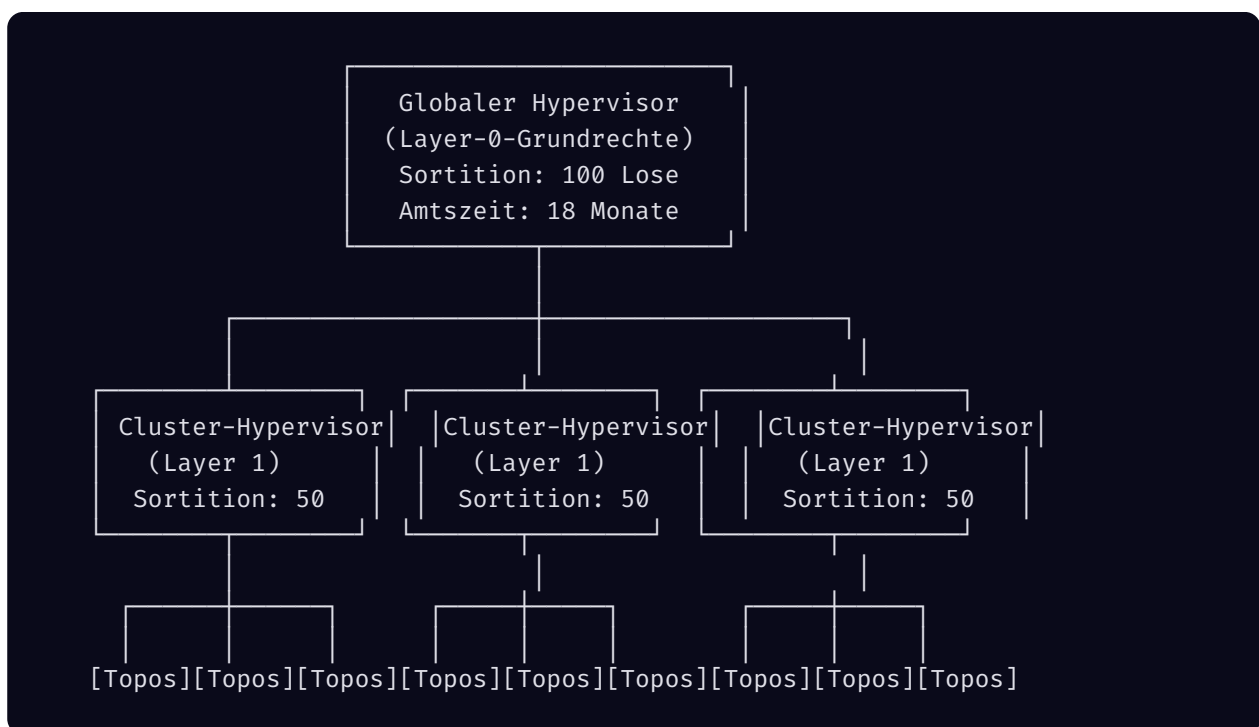 Globaler Hypervisor
(Layer-0-Grundrechte)
Sortition: 100 Lose
Amtszeit: 18 Monate
Cluster-Hypervisor Cluster-Hypervisor Cluster-Hypervisor
(Layer 1) (Layer 1) (Layer 1)
Sortition: 50 Sortition: 50 Sortition: 50
[Topos][Topos][Topos][Topos][Topos][Topos][Topos][Topos][Topos]